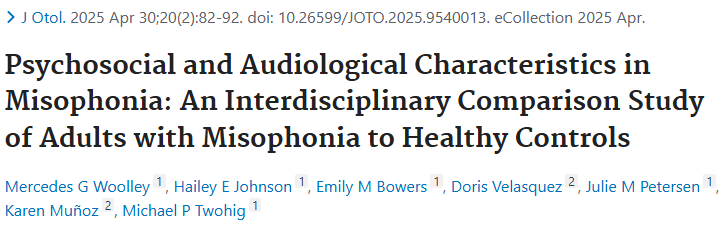 J Otol. 2025 Apr 30;20(2):82-92. doi: 10.26599/JOTO.2025.9540013. eCollection 2025 Apr.
Psychosocial and Audiological Characteristics in
Misophonia: An Interdisciplinary Comparison Study
of Adults with Misophonia to Healthy Controls
Mercedes G Woolley 1, Hailey E Johnson 1, Emily M Bowers 1, Doris Velasquez 2, Julie M Petersen 1,
Karen Muñoz 2, Michael P Twohig 1